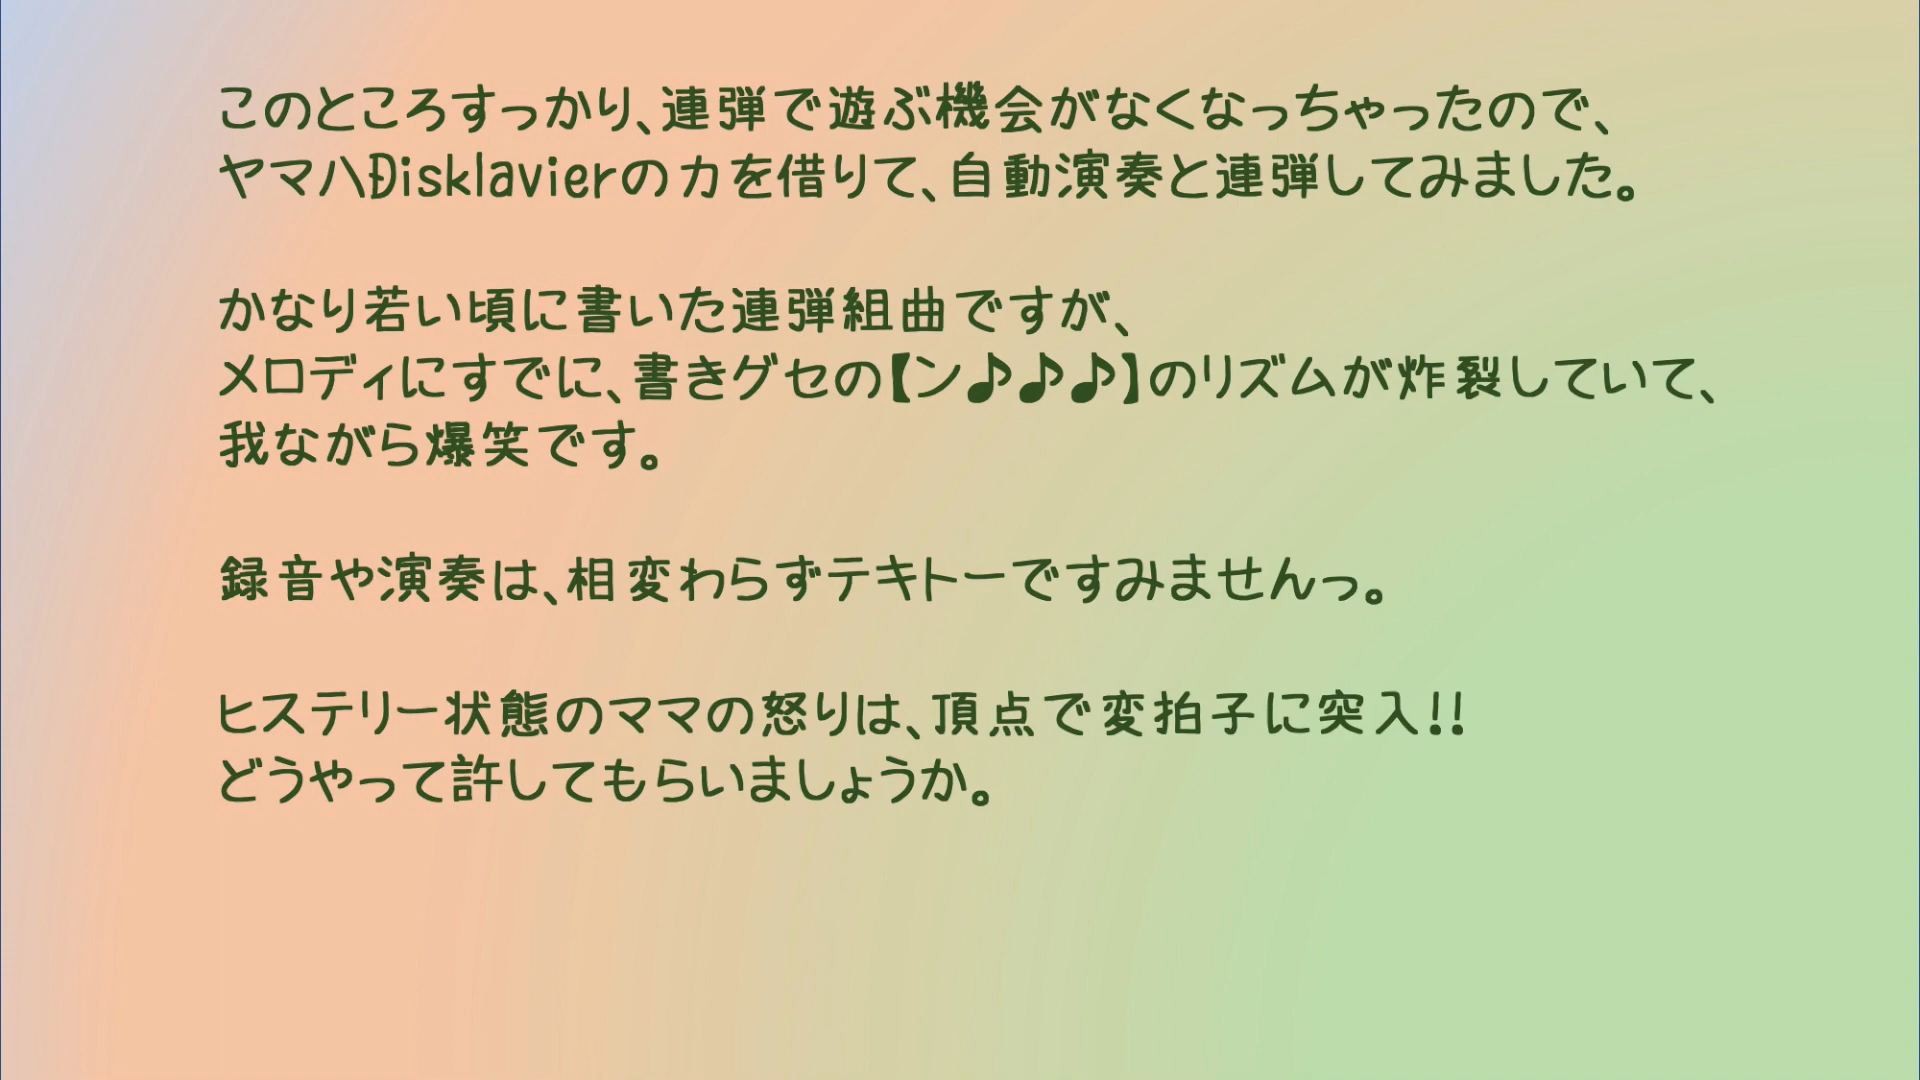 このところすっかり、連弾で遊ぶ機会がなくなっちゃったので、
ヤマハDisklavierの力を借りて、自動演奏と連弾してみました。
かなり若い頃に書いた連弾組曲ですが、
メロディにすでに、書きグセの【ン♪♪♪】のリズムが炸裂していて、
我ながら爆笑です。
録音や演奏は、相変わらずテキトーですみませんっ。
ヒステリー状態のママの怒りは、頂点で変拍子に突入!!
どうやって許してもらいましょうか。